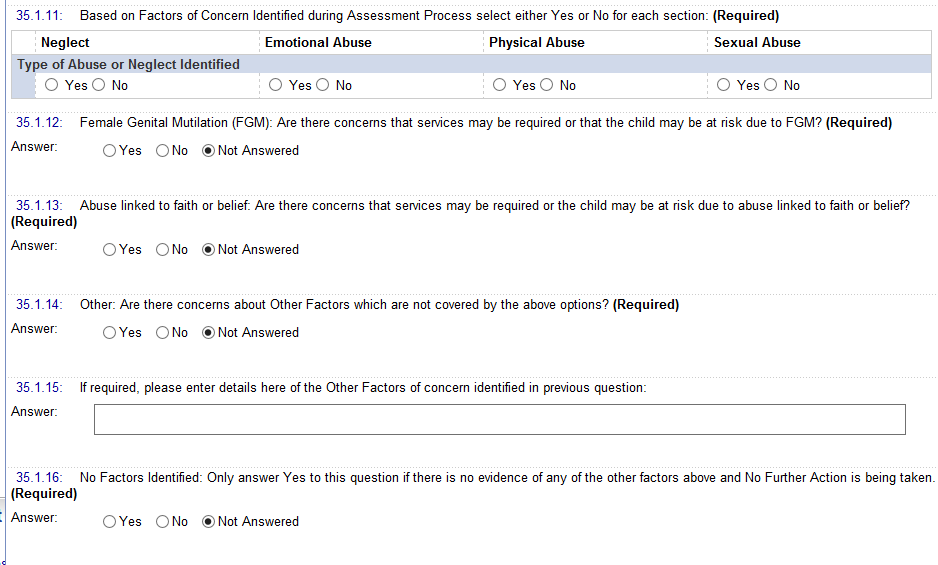 35.1.11: Based on Factors of Concern Identified during Assessment Process select either Yes or No for each section: (Required)
Neglect Emotional Abuse Physical Abuse Sexual Abuse
Type of Abuse or Neglect Identified
Yes No Yes No Yes No Yes No
35.1.12: Female Genital Mutilation (FGM): Are there concerns that services may be required or that the child may be at risk due to FGM? (Required)
Answer: Yes No Not Answered
35.1.13: Abuse linked to faith or belief: Are there concerns that services may be required or the child may be at risk due to abuse linked to faith or belief?
(Required)
Answer: Yes No Not Answered
35.1.14: Other: Are there concerns about Other Factors which are not covered by the above options? (Required)
Answer: Yes No Not Answered
35.1.15: If required, please enter details here of the Other Factors of concern identified in previous question:
Answer:
35.1.16: No Factors Identified: Only answer Yes to this question if there is no evidence of any of the other factors above and No Further Action is being taken.
(Required)
Answer: Yes No Not Answered